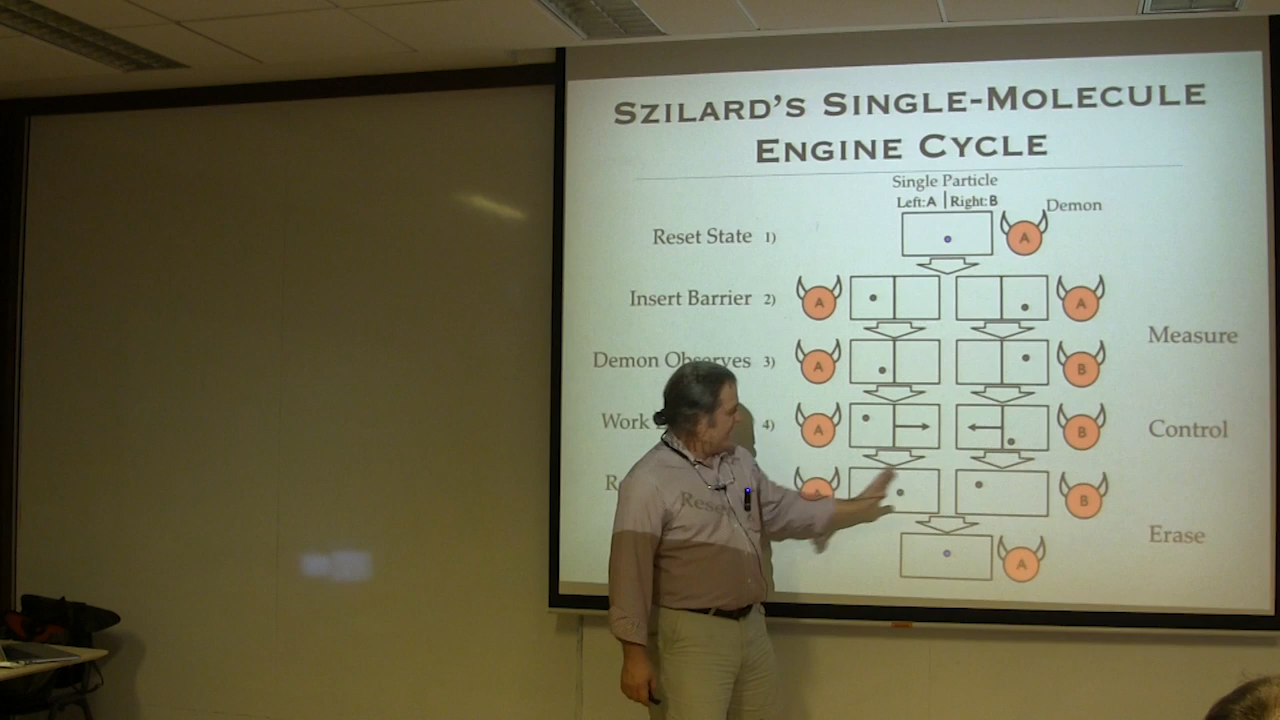 SZILARD'S SINGLE-MOLECULE
ENGINE CYCLE
Single Particle
Left:A | Right:B
Demon
Reset State 1)
A
Insert Barrier 2)
A
A
Measure
Demon Observes 3)
A
B
Work
4)
A
B
Control
R
Rese
A
B
Erase
A